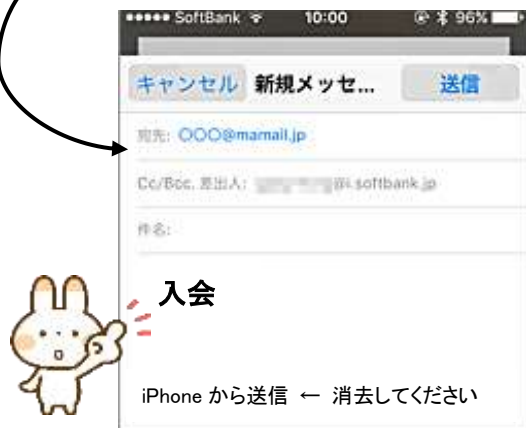 SoftBank 10:00 96%
キャンセル 新規メッセ... 送信
宛先: 〇〇〇@mamail.jp
Cc/Bcc, 差出人: @i.softbank.jp
件名:
入会
iPhone から送信 ← 消去してください